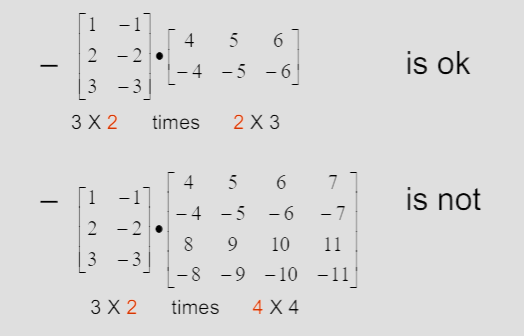 – [1 -1; 2 -2; 3 -3] • [4 5 6; -4 -5 -6] is ok
3 X 2 times 2 X 3
– [1 -1; 2 -2; 3 -3] • [4 5 6 7; -4 -5 -6 -7; 8 9 10 11; -8 -9 -10 -11] is not
3 X 2 times 4 X 4